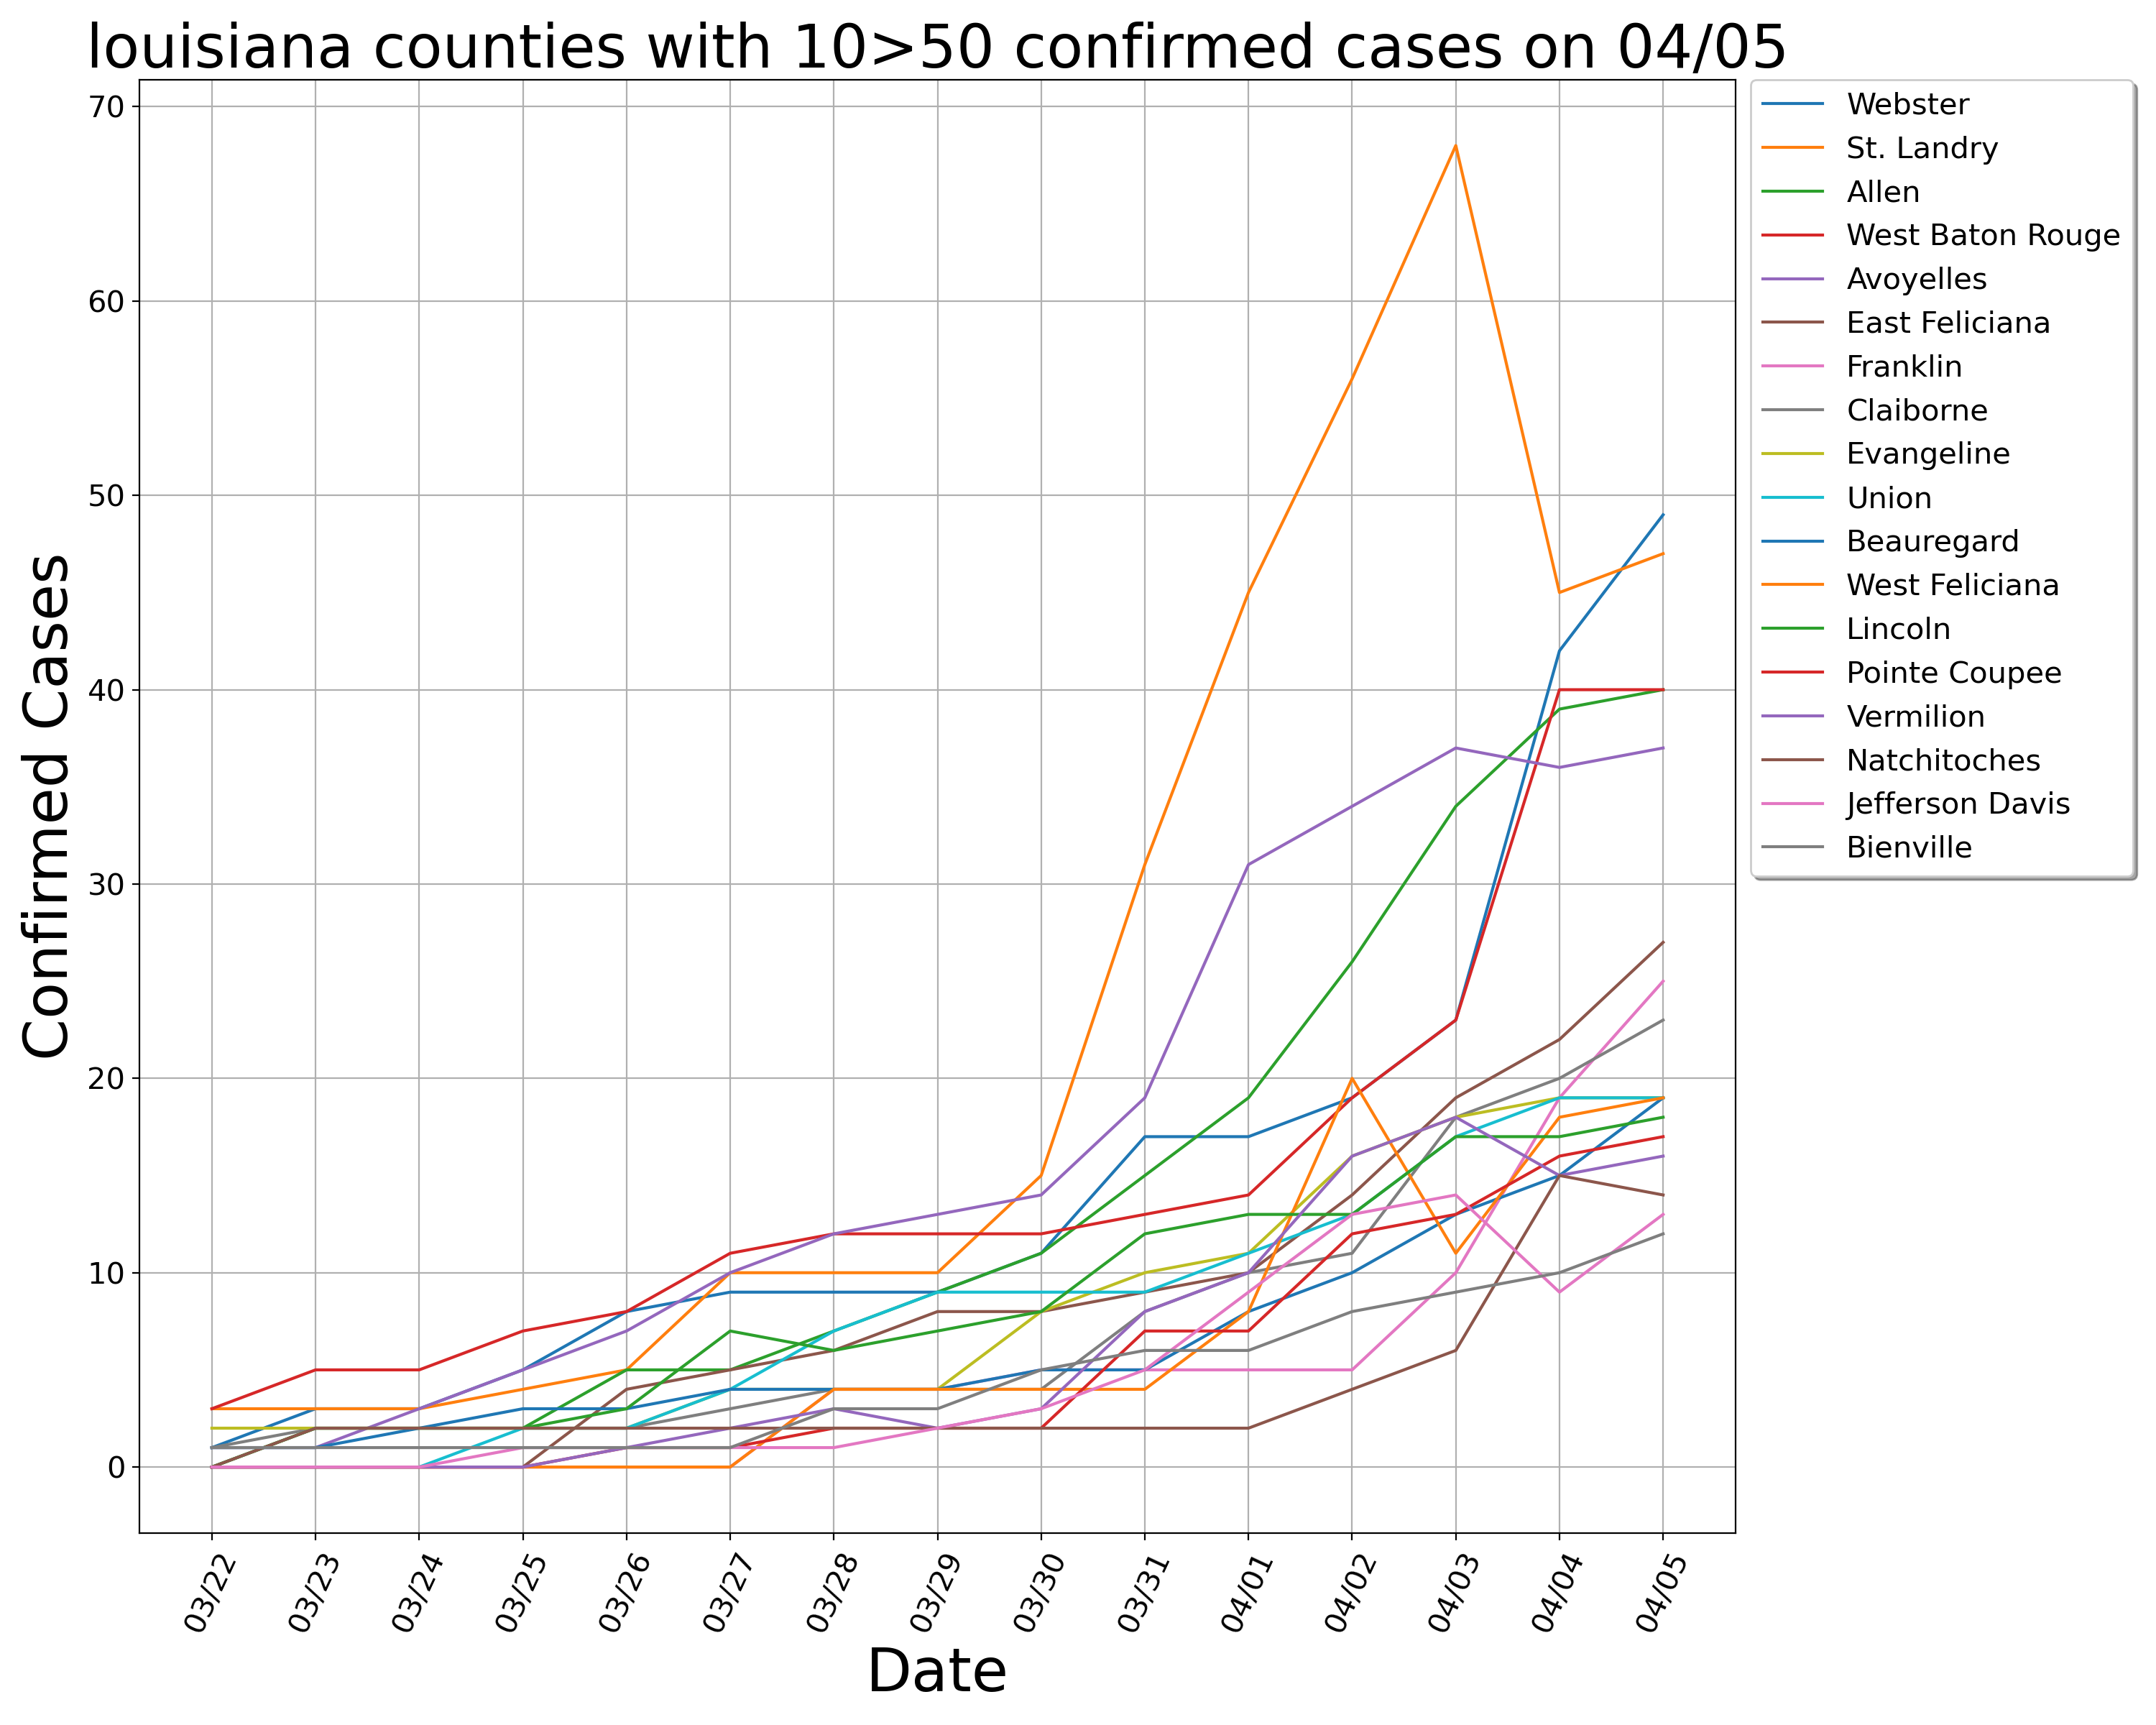 louisiana counties with 10>50 confirmed cases on 04/05
Confirmed Cases
70
60
50
40
30
20
10
0
03/22
03/23
03/24
03/25
03/26
03/27
03/28
03/29
03/30
03/31
04/01
04/02
04/03
04/04
04/05
Date
Webster
St. Landry
Allen
West Baton Rouge
Avoyelles
East Feliciana
Franklin
Claiborne
Evangeline
Union
Beauregard
West Feliciana
Lincoln
Pointe Coupee
Vermilion
Natchitoches
Jefferson Davis
Bienville